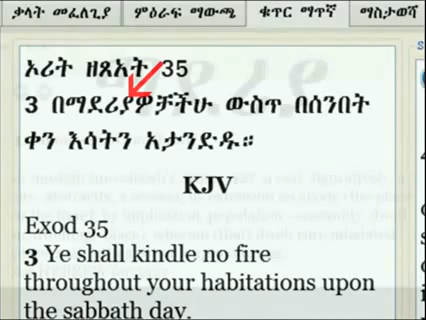 ቃላት መፈለጊያ ምዕራፍ ማውጫ ቁጥር ማጥኛ ማስታወሻ
ኦሪት ዘጸአት 35
3 በማደሪያዎቻችሁ ውስጥ በሰንበት
ቀን እሳትን አታንድዱ።
KJV
Exod 35
3 Ye shall kindle no fire
throughout your habitations upon
the sabbath day.